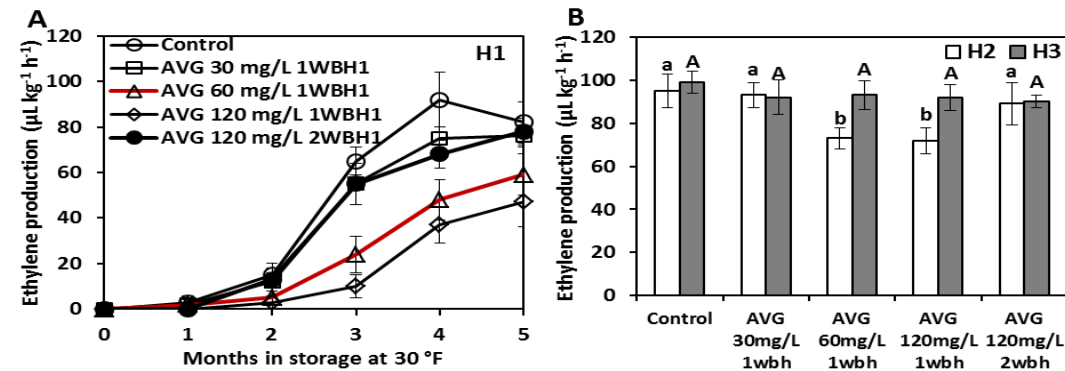 A
Ethylene production (µL kg⁻¹ h⁻¹)
120
100
80
60
40
20
0
Control
AVG 30 mg/L 1WBH1
AVG 60 mg/L 1WBH1
AVG 120 mg/L 1WBH1
AVG 120 mg/L 2WBH1
H1
0 1 2 3 4 5
Months in storage at 30 °F
B
Ethylene production (µL kg⁻¹ h⁻¹)
120
100
80
60
40
20
0
H2 H3
a A a A b A b A a A
Control AVG AVG AVG AVG
30mg/L 60mg/L 120mg/L 120mg/L
1wbh 1wbh 1wbh 2wbh